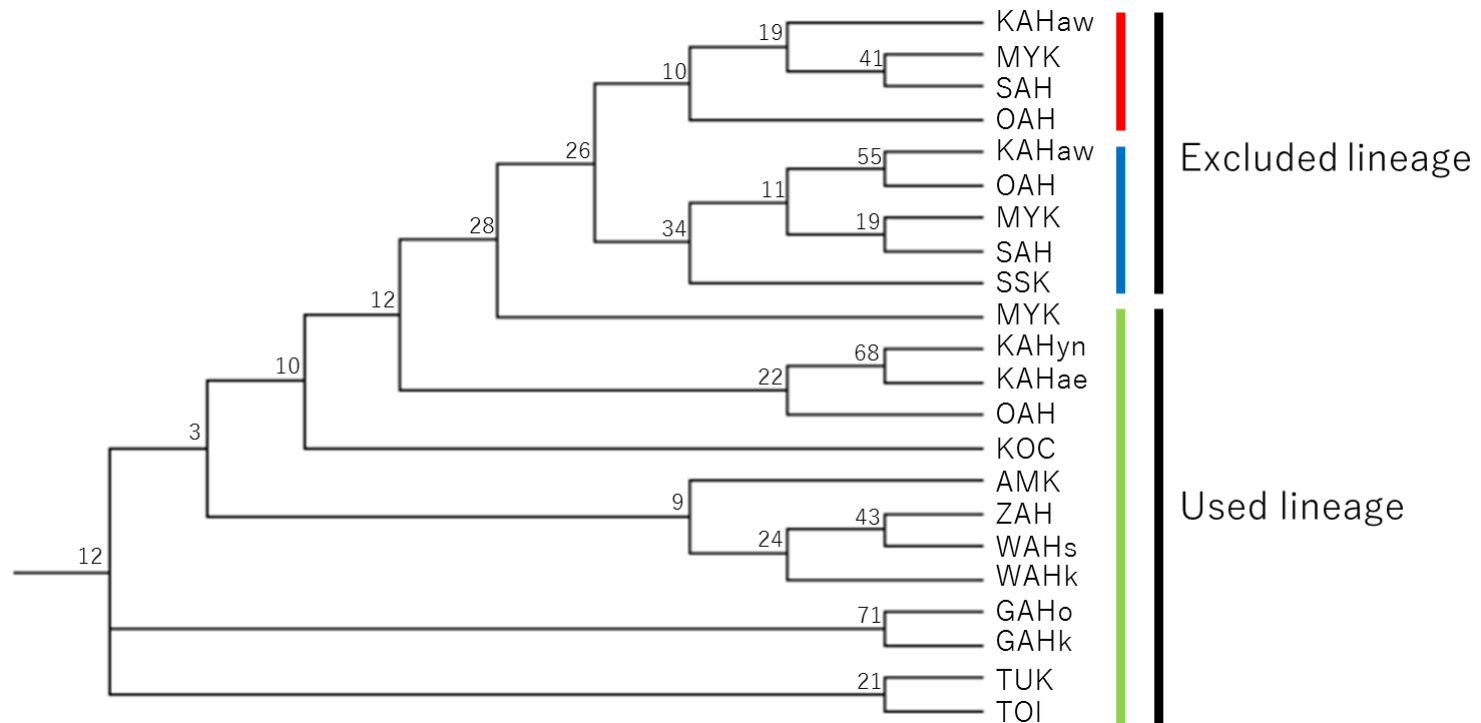 KAHaw
19
MYK
41
10
SAH
OAH
26
KAHaw
55
Excluded lineage
OAH
11
MYK
28
34
19
SAH
SSK
12
MYK
KAHyn
68
10
22
KAHae
OAH
3
KOC
AMK
9
ZAH
43
Used lineage
24
WAHs
12
WAHk
GAHo
71
GAHk
TUK
21
TOI